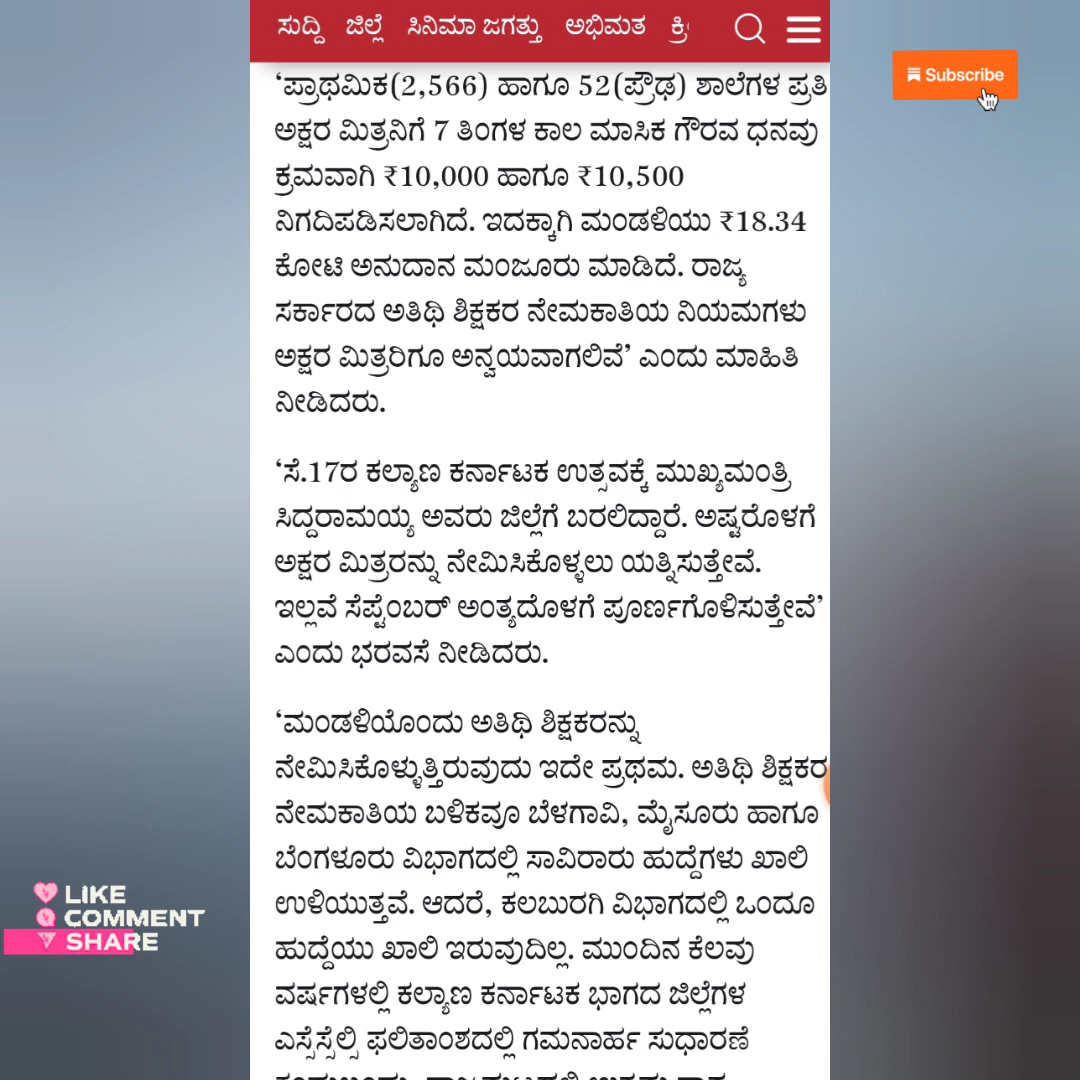 ಸುದ್ದಿ ಜಿಲ್ಲೆ ಸಿನಿಮಾ ಜಗತ್ತು ಅಭಿಮತ
Subscribe
‘ಪ್ರಾಥಮಿಕ(2,566) ಹಾಗೂ 52(ಪ್ರೌಢ) ಶಾಲೆಗಳ ಪ್ರತಿ
ಅಕ್ಷರ ಮಿತ್ರನಿಗೆ 7 ತಿಂಗಳ ಕಾಲ ಮಾಸಿಕ ಗೌರವ ಧನವು
ಕ್ರಮವಾಗಿ ₹10,000 ಹಾಗೂ ₹10,500
ನಿಗದಿಪಡಿಸಲಾಗಿದೆ. ಇದಕ್ಕಾಗಿ ಮಂಡಳಿಯು ₹18.34
ಕೋಟಿ ಅನುದಾನ ಮಂಜೂರು ಮಾಡಿದೆ. ರಾಜ್ಯ
ಸರ್ಕಾರದ ಅತಿಥಿ ಶಿಕ್ಷಕರ ನೇಮಕಾತಿಯ ನಿಯಮಗಳು
ಅಕ್ಷರ ಮಿತ್ರರಿಗೂ ಅನ್ವಯವಾಗಲಿವೆ’ ಎಂದು ಮಾಹಿತಿ
ನೀಡಿದರು.
‘ಸೆ.17ರ ಕಲ್ಯಾಣ ಕರ್ನಾಟಕ ಉತ್ಸವಕ್ಕೆ ಮುಖ್ಯಮಂತ್ರಿ
ಸಿದ್ದರಾಮಯ್ಯ ಅವರು ಜಿಲ್ಲೆಗೆ ಬರಲಿದ್ದಾರೆ. ಅಷ್ಟರೊಳಗೆ
ಅಕ್ಷರ ಮಿತ್ರರನ್ನು ನೇಮಿಸಿಕೊಳ್ಳಲು ಯತ್ನಿಸುತ್ತೇವೆ.
ಇಲ್ಲವೆ ಸೆಪ್ಟೆಂಬರ್ ಅಂತ್ಯದೊಳಗೆ ಪೂರ್ಣಗೊಳಿಸುತ್ತೇವೆ’
ಎಂದು ಭರವಸೆ ನೀಡಿದರು.
‘ಮಂಡಳಿಯೊಂದು ಅತಿಥಿ ಶಿಕ್ಷಕರನ್ನು
ನೇಮಿಸಿಕೊಳ್ಳುತ್ತಿರುವುದು ಇದೇ ಪ್ರಥಮ. ಅತಿಥಿ ಶಿಕ್ಷಕರ
ನೇಮಕಾತಿಯ ಬಳಿಕವೂ ಬೆಳಗಾವಿ, ಮೈಸೂರು ಹಾಗೂ
ಬೆಂಗಳೂರು ವಿಭಾಗದಲ್ಲಿ ಸಾವಿರಾರು ಹುದ್ದೆಗಳು ಖಾಲಿ
ಉಳಿಯುತ್ತವೆ. ಆದರೆ, ಕಲಬುರಗಿ ವಿಭಾಗದಲ್ಲಿ ಒಂದೂ
ಹುದ್ದೆಯು ಖಾಲಿ ಇರುವುದಿಲ್ಲ. ಮುಂದಿನ ಕೆಲವು
ವರ್ಷಗಳಲ್ಲಿ ಕಲ್ಯಾಣ ಕರ್ನಾಟಕ ಭಾಗದ ಜಿಲ್ಲೆಗಳ
ಎಸ್ಸೆಸ್ಸೆಲ್ಸಿ ಫಲಿತಾಂಶದಲ್ಲಿ ಗಮನಾರ್ಹ ಸುಧಾರಣೆ
LIKE
COMMENT
SHARE